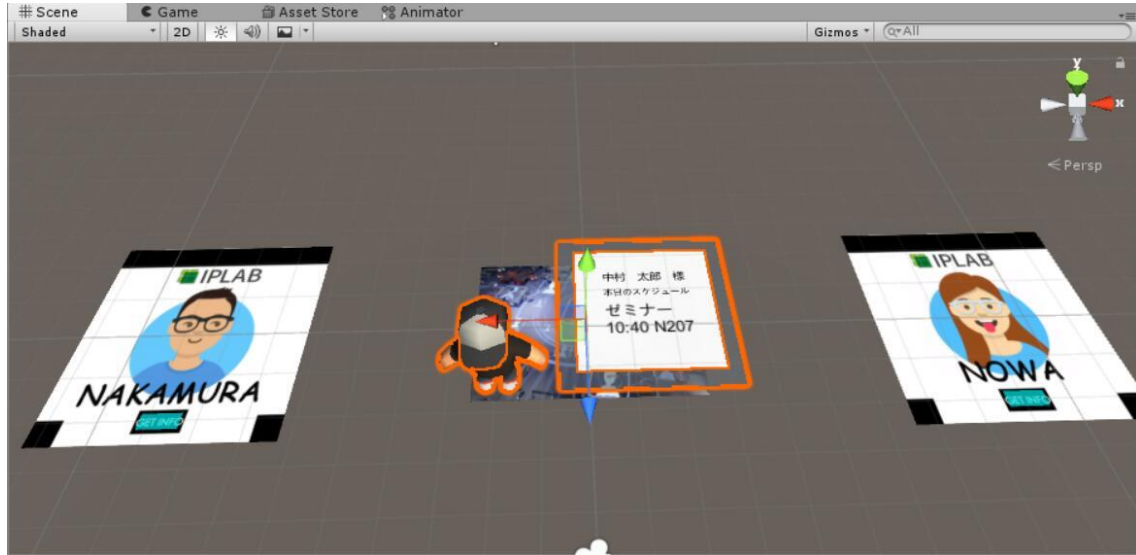 Scene
Game
Asset Store
Animator
Shaded
2D
Gizmos
All
y
x
Persp
IPLAB
NAKAMURA
GET INFO
中村 太郎 様
本日のスケジュール
ゼミナー
10:40 N207
IPLAB
NOWA
GET INFO